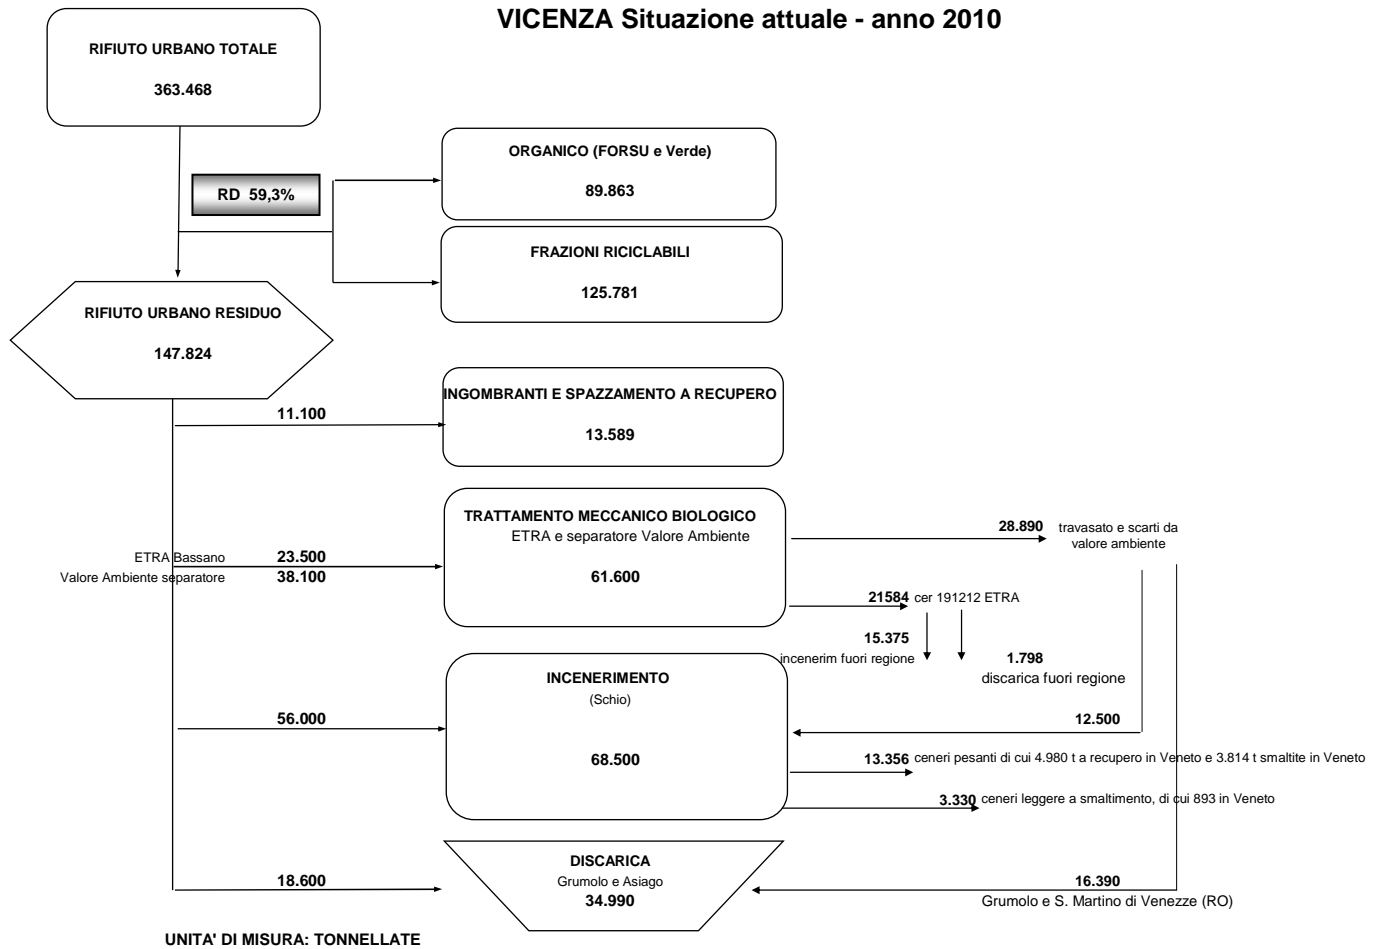 VICENZA Situazione attuale - anno 2010
RIFIUTO URBANO TOTALE
363.468
RD 59,3%
ORGANICO (FORSU e Verde)
89.863
FRAZIONI RICICLABILI
125.781
RIFIUTO URBANO RESIDUO
147.824
11.100
INGOMBRANTI E SPAZZAMENTO A RECUPERO
13.589
ETRA Bassano
23.500
Valore Ambiente separatore
38.100
TRATTAMENTO MECCANICO BIOLOGICO
ETRA e separatore Valore Ambiente
61.600
28.890
travasato e scarti da
valore ambiente
21584 cer 191212 ETRA
15.375
incenerim fuori regione
1.798
discarica fuori regione
56.000
INCENERIMENTO
(Schio)
68.500
12.500
13.356 ceneri pesanti di cui 4.980 t a recupero in Veneto e 3.814 t smaltite in Veneto
3.330 ceneri leggere a smaltimento, di cui 893 in Veneto
18.600
DISCARICA
Grumolo e Asiago
34.990
16.390
Grumolo e S. Martino di Venezze (RO)
UNITA' DI MISURA: TONNELLATE